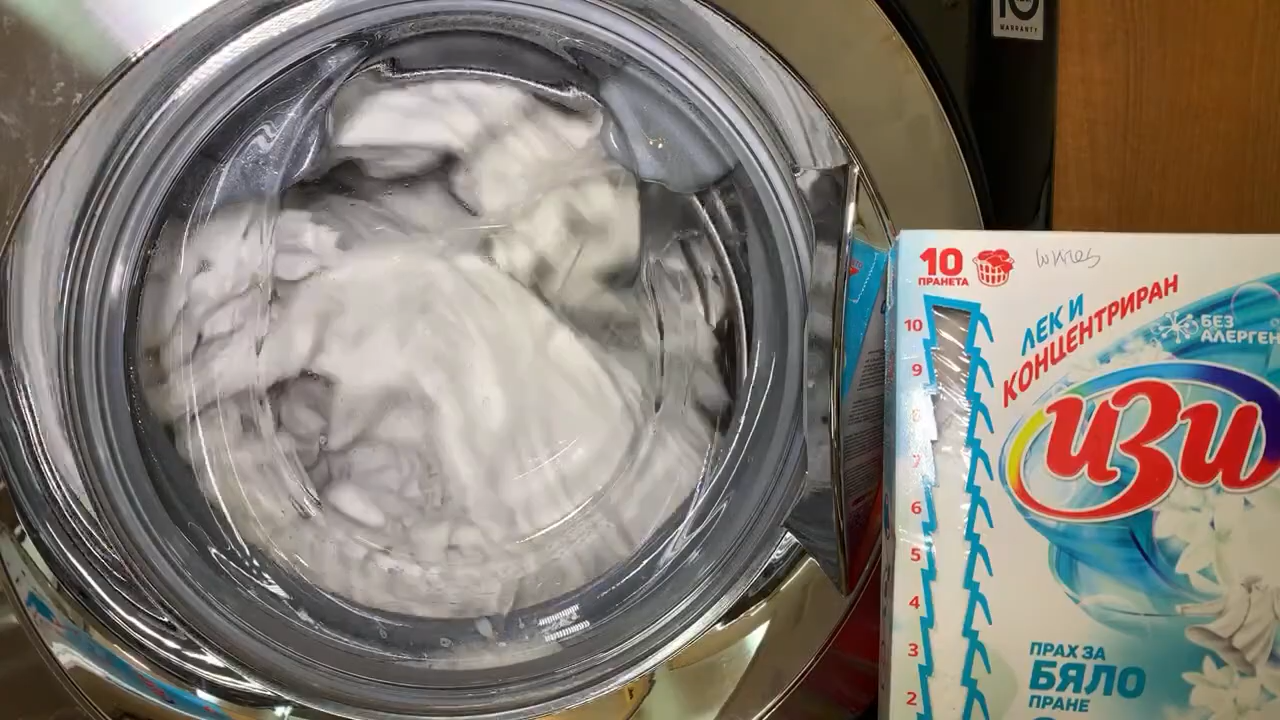 10
WARRANTY
10
ПРАНЕТА
whites
ЛЕК И
КОНЦЕНТРИРАН
БЕЗ
АЛЕРГЕН
изи
10
9
8
7
6
5
4
3
2
ПРАХ ЗА
БЯЛО
ПРАНЕ